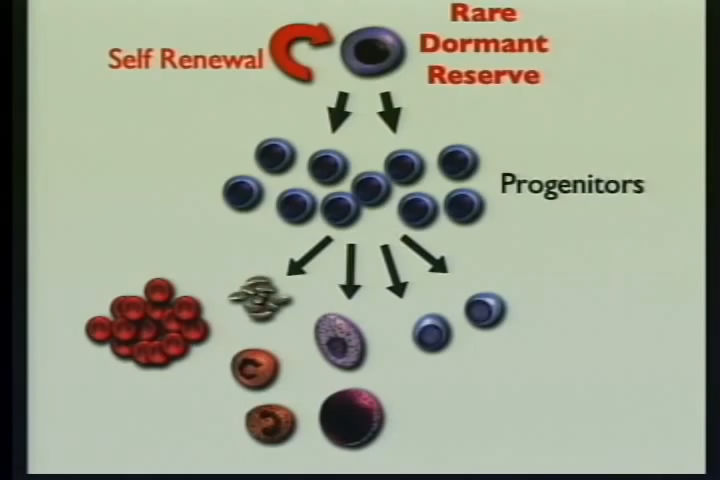 Rare
Dormant
Reserve
Self Renewal
Progenitors